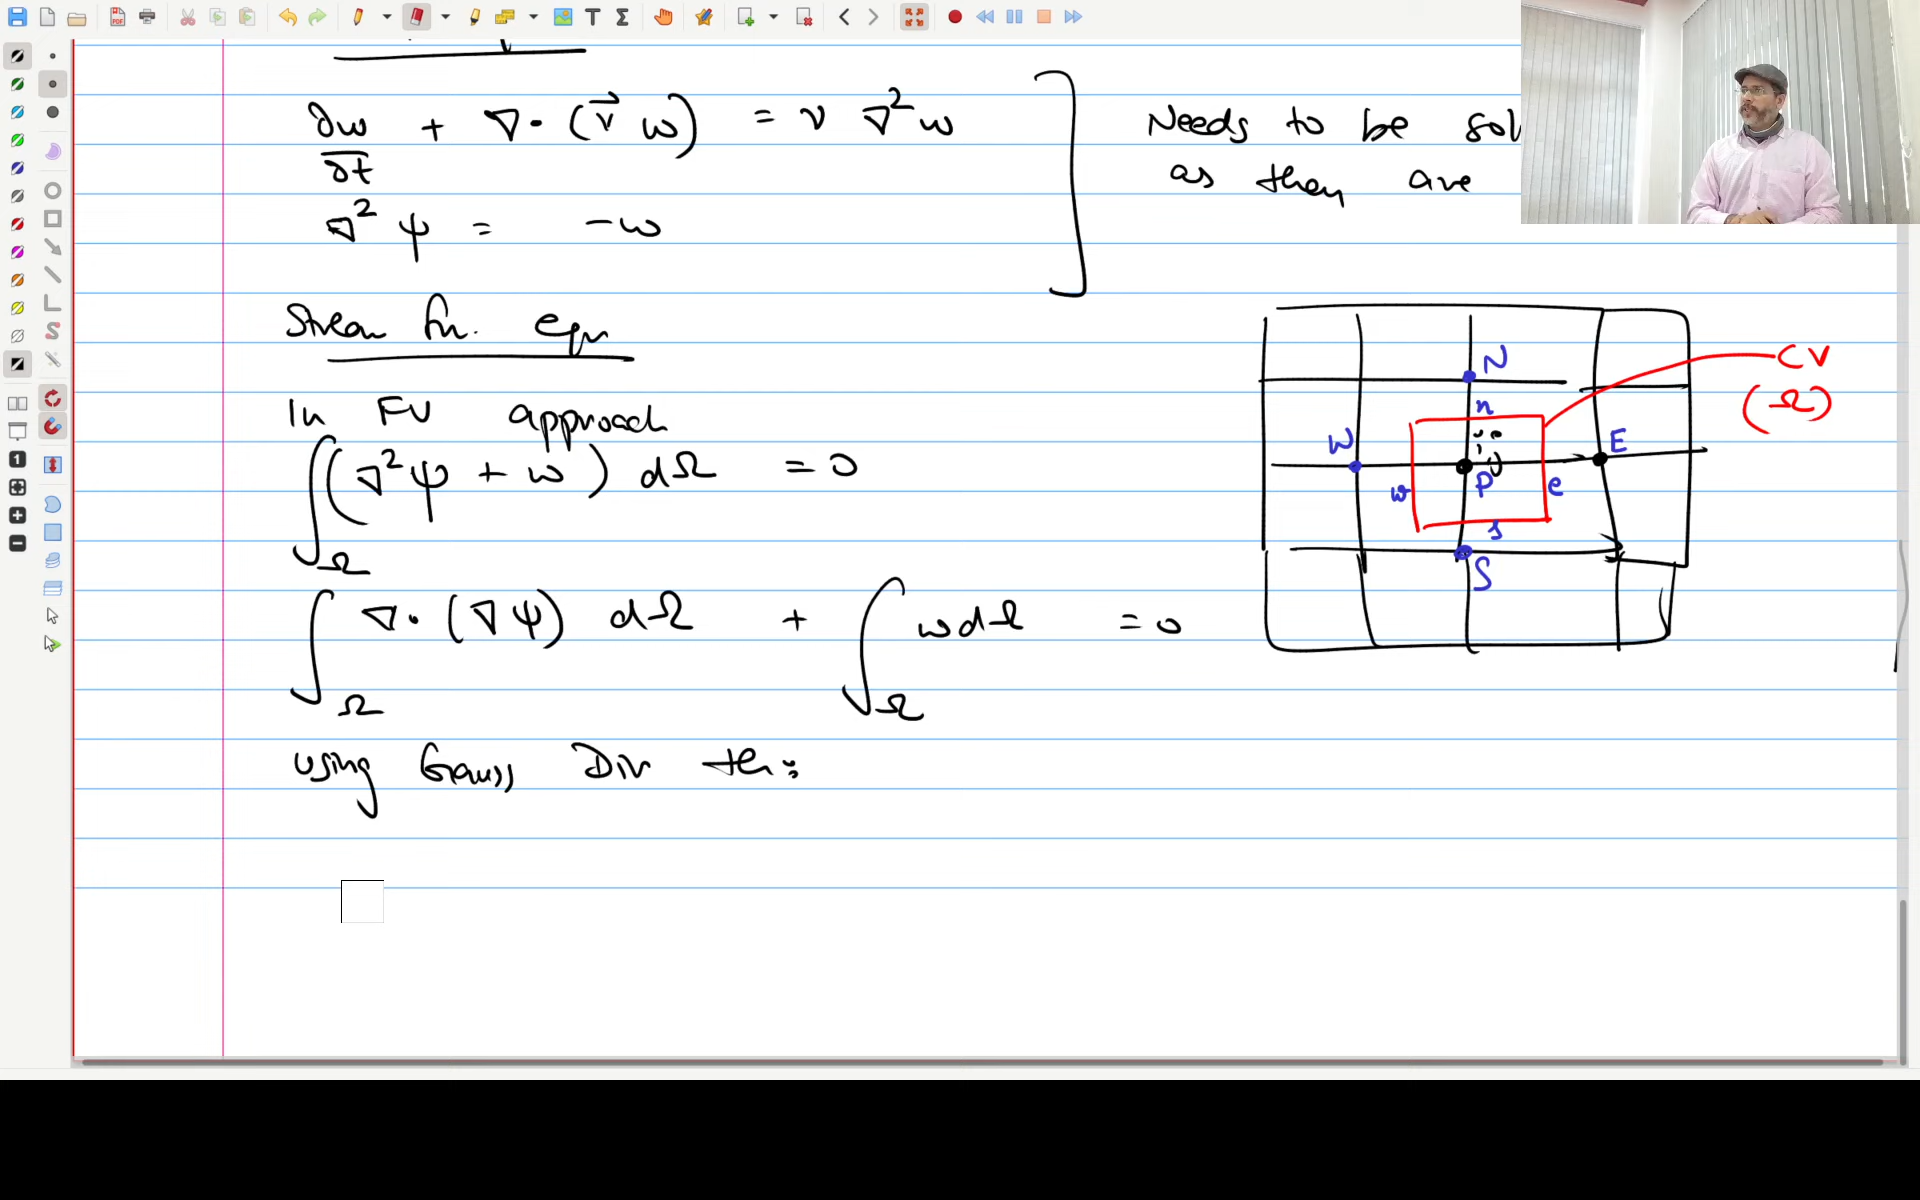 ∂ω/∂t + ∇·(v⃗ ω) = ν ∇²ω
∇²ψ = -ω
Needs to be sol
as they are
Stream fn. eqn
In FV approach
∫_Ω (∇²ψ + ω) dΩ = 0
∫_Ω ∇·(∇ψ) dΩ + ∫_Ω ω dΩ = 0
using Gauss Div th:
CV
(Ω)
N
n
W
E
w
P
e
s
S